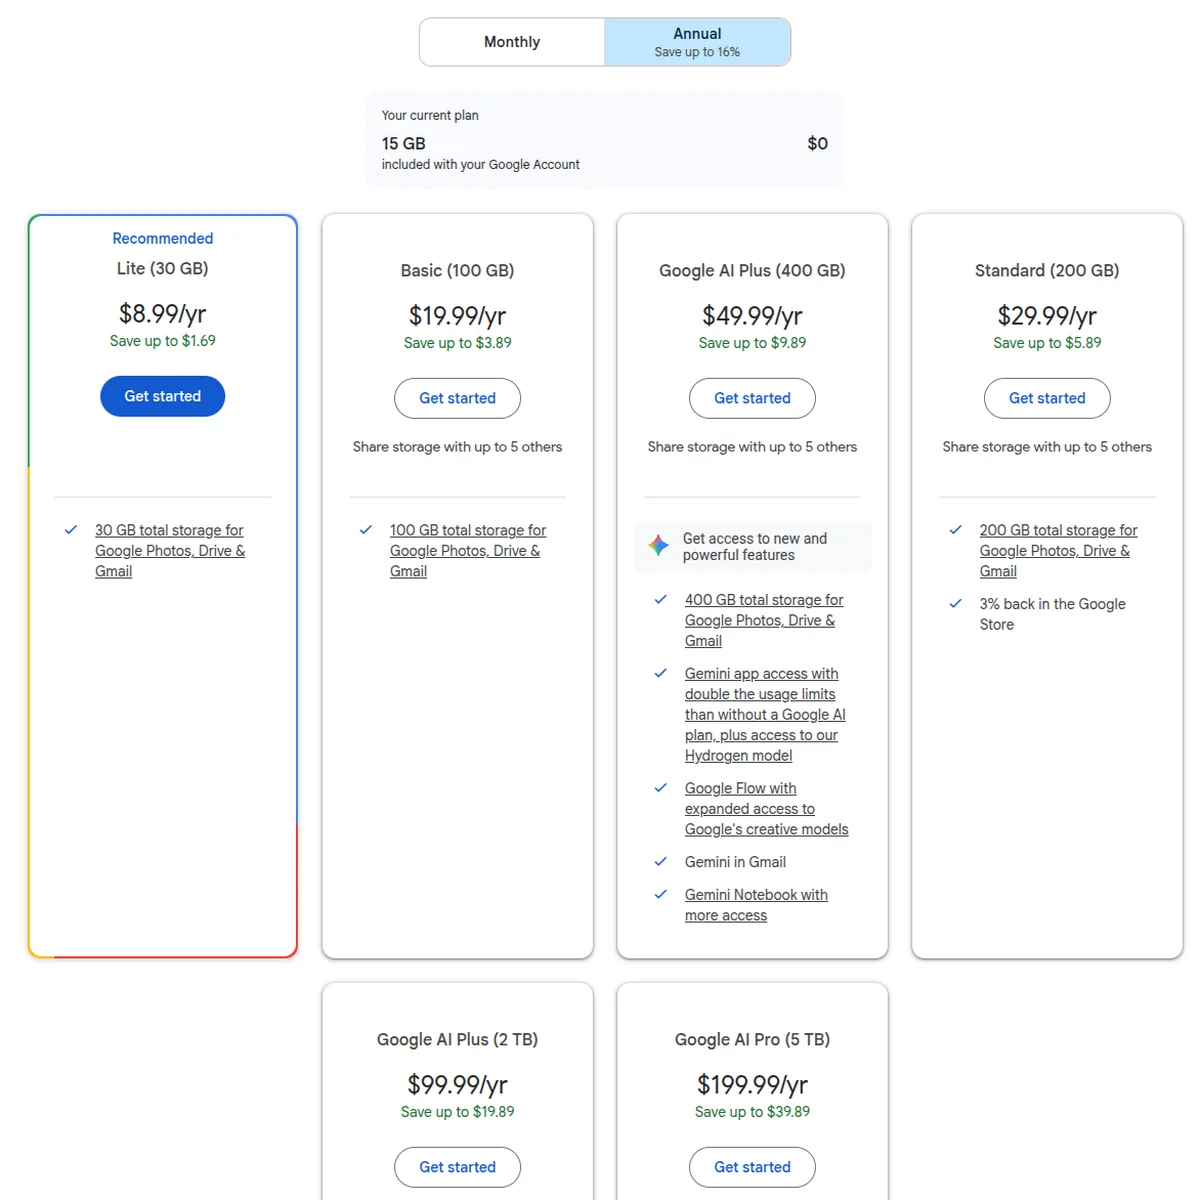 Monthly
Annual
Save up to 16%
Your current plan
15 GB
$0
included with your Google Account
Recommended
Lite (30 GB)
$8.99/yr
Save up to $1.69
Get started
30 GB total storage for
Google Photos, Drive &
Gmail
Basic (100 GB)
$19.99/yr
Save up to $3.89
Get started
Share storage with up to 5 others
100 GB total storage for
Google Photos, Drive &
Gmail
Google AI Plus (400 GB)
$49.99/yr
Save up to $9.89
Get started
Share storage with up to 5 others
Get access to new and
powerful features
400 GB total storage for
Google Photos, Drive &
Gmail
Gemini app access with
double the usage limits
than without a Google AI
plan, plus access to our
Hydrogen model
Google Flow with
expanded access to
Google's creative models
Gemini in Gmail
Gemini Notebook with
more access
Standard (200 GB)
$29.99/yr
Save up to $5.89
Get started
Share storage with up to 5 others
200 GB total storage for
Google Photos, Drive &
Gmail
3% back in the Google
Store
Google AI Plus (2 TB)
$99.99/yr
Save up to $19.89
Get started
Google AI Pro (5 TB)
$199.99/yr
Save up to $39.89
Get started